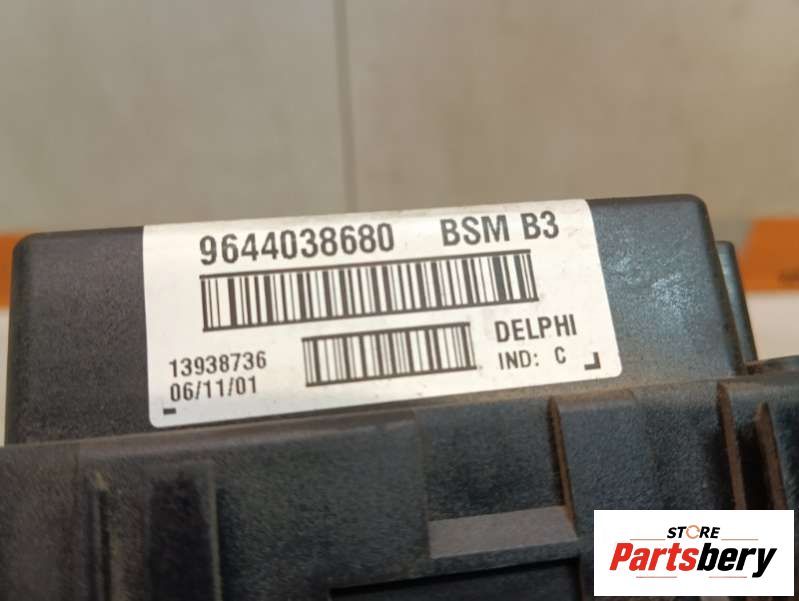 9644038680 BSM B3
13938736
06/11/01
DELPHI
IND: C
STORE
Partsbery